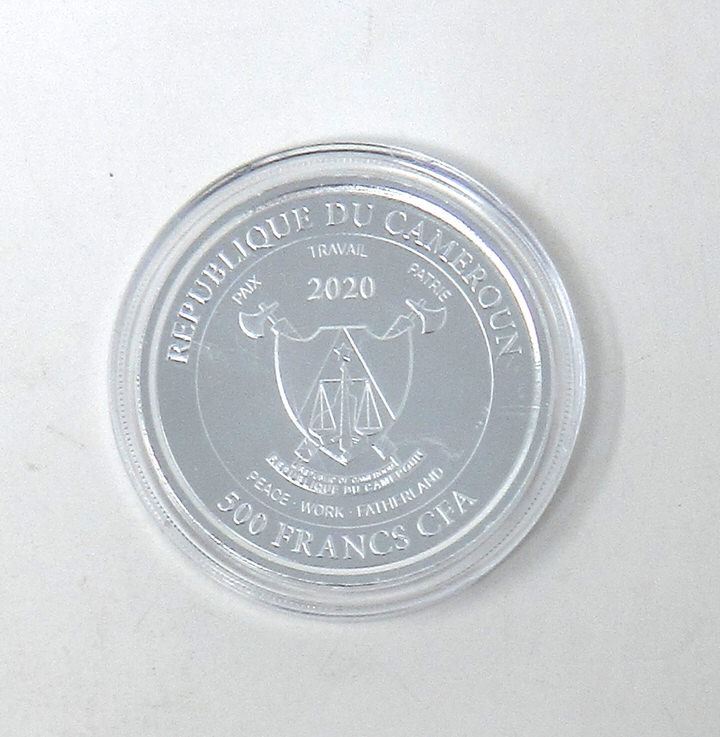 REPUBLIQUE DU CAMEROUN
PAIX TRAVAIL PATRIE
2020
REPUBLIC OF CAMEROON
REPUBLIQUE DU CAMEROUN
PEACE · WORK · FATHERLAND
500 FRANCS CFA